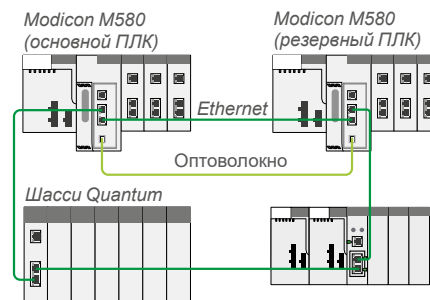 Modicon M580
(основной ПЛК)
Modicon M580
(резервный ПЛК)
Ethernet
Оптоволокно
Шасси Quantum